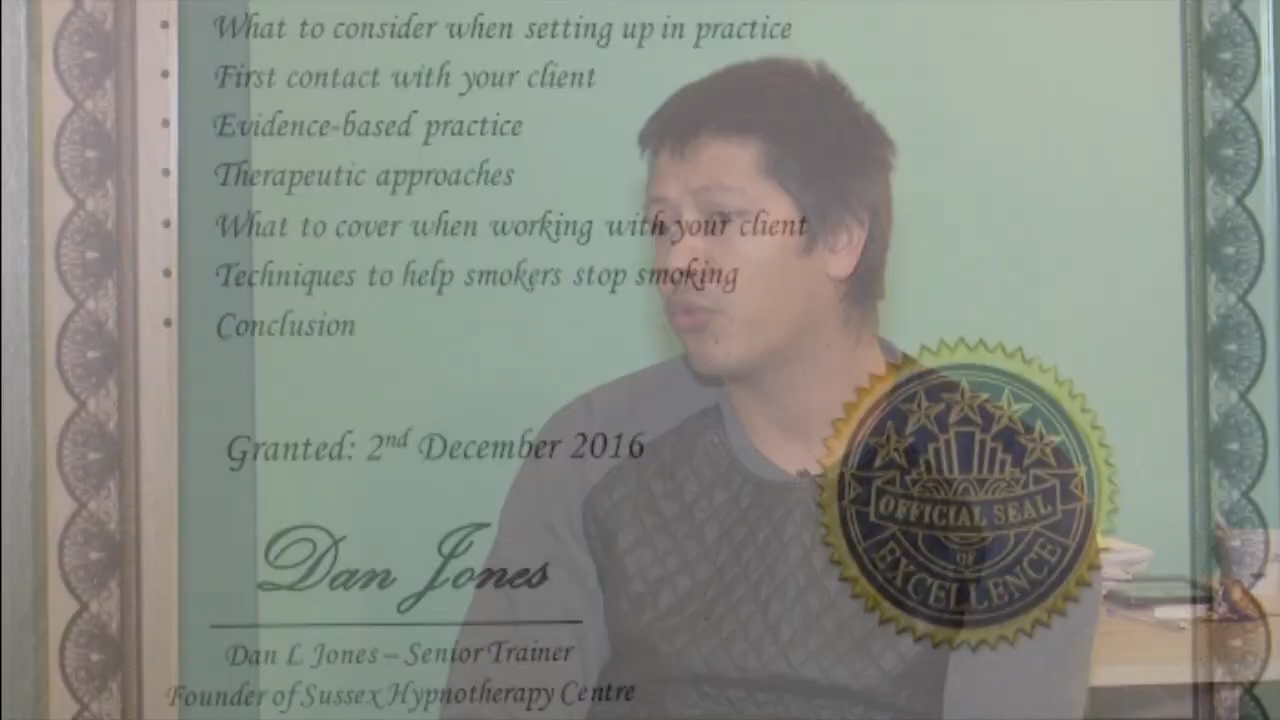 What to consider when setting up in practice
First contact with your client
Evidence-based practice
Therapeutic approaches
What to cover when working with your client
Techniques to help smokers stop smoking
Conclusion
Granted: 2nd December 2016
Dan Jones
Dan L Jones – Senior Trainer
Founder of Sussex Hypnotherapy Centre
OFFICIAL SEAL
OF
EXCELLENCE